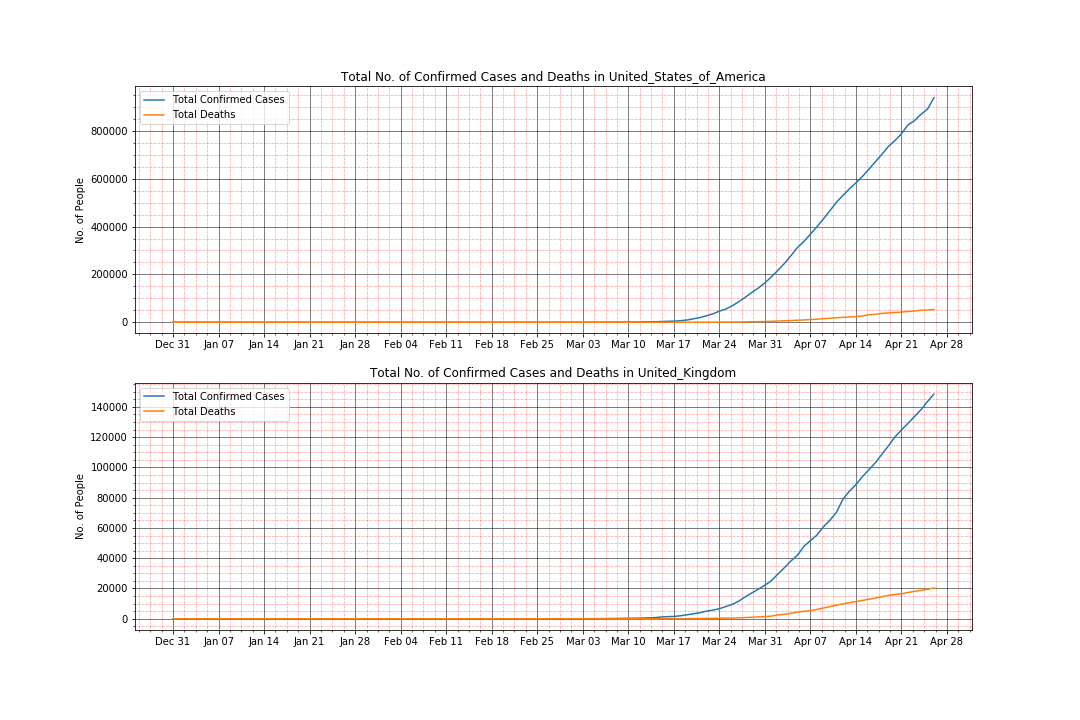 Total No. of Confirmed Cases and Deaths in United_States_of_America
Total Confirmed Cases
Total Deaths
No. of People
800000
600000
400000
200000
0
Dec 31 Jan 07 Jan 14 Jan 21 Jan 28 Feb 04 Feb 11 Feb 18 Feb 25 Mar 03 Mar 10 Mar 17 Mar 24 Mar 31 Apr 07 Apr 14 Apr 21 Apr 28
Total No. of Confirmed Cases and Deaths in United_Kingdom
Total Confirmed Cases
Total Deaths
No. of People
140000
120000
100000
80000
60000
40000
20000
0
Dec 31 Jan 07 Jan 14 Jan 21 Jan 28 Feb 04 Feb 11 Feb 18 Feb 25 Mar 03 Mar 10 Mar 17 Mar 24 Mar 31 Apr 07 Apr 14 Apr 21 Apr 28